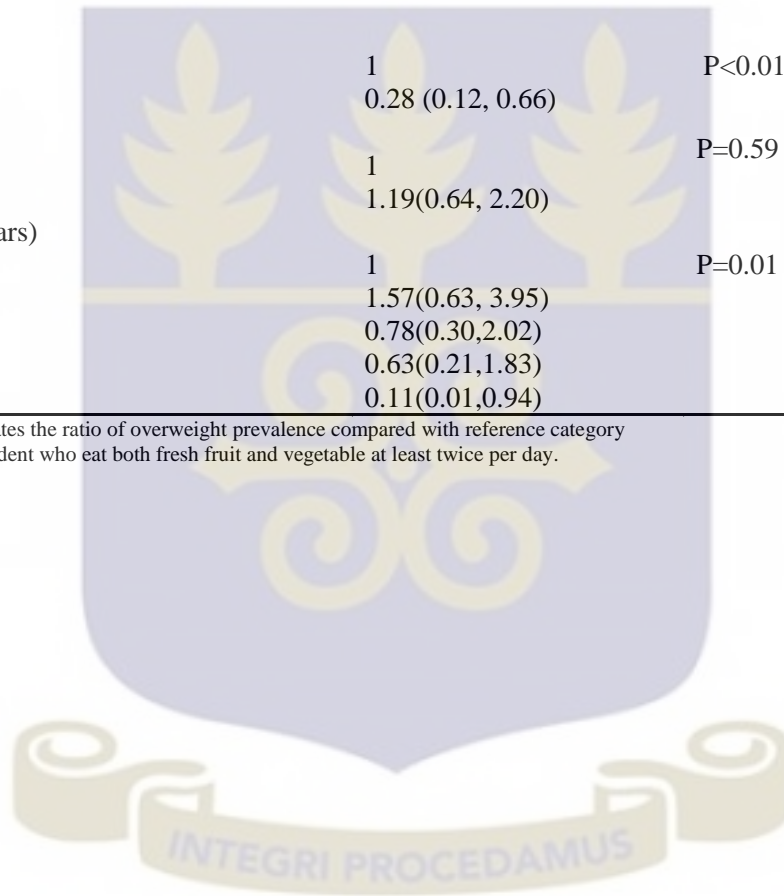 1 P<0.01
0.28 (0.12, 0.66)
P=0.59
1
1.19(0.64, 2.20)
ars)
1 P=0.01
1.57(0.63, 3.95)
0.78(0.30,2.02)
0.63(0.21,1.83)
0.11(0.01,0.94)
tes the ratio of overweight prevalence compared with reference category
dent who eat both fresh fruit and vegetable at least twice per day.
INTEGRI PROCEDAMUS